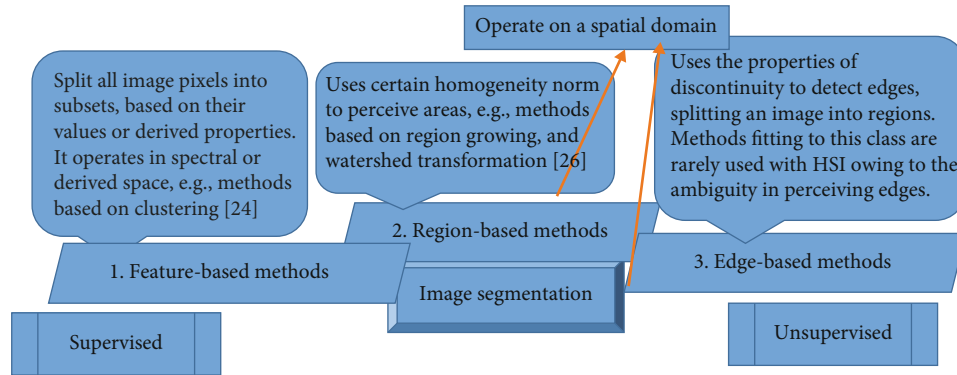 Operate on a spatial domain
Split all image pixels into
subsets, based on their
values or derived properties.
It operates in spectral or
derived space, e.g., methods
based on clustering [24]
Uses certain homogeneity norm
to perceive areas, e.g., methods
based on region growing, and
watershed transformation [26]
Uses the properties of
discontinuity to detect edges,
splitting an image into regions.
Methods fitting to this class are
rarely used with HSI owing to the
ambiguity in perceiving edges.
1. Feature-based methods
2. Region-based methods
3. Edge-based methods
Image segmentation
Supervised
Unsupervised